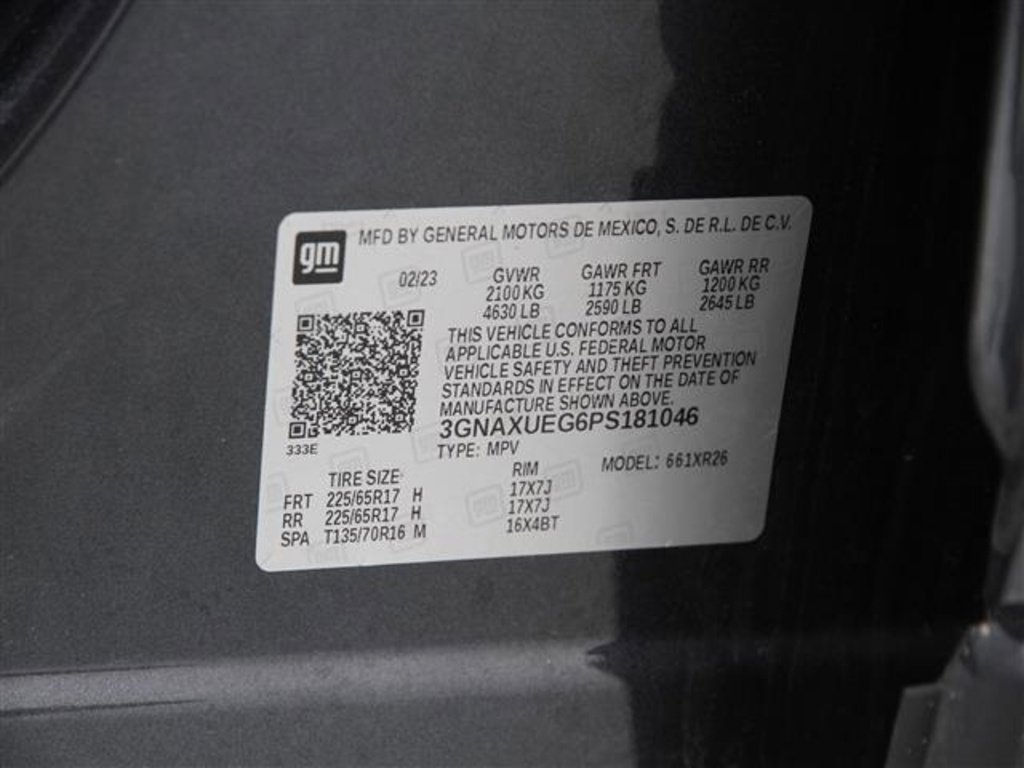 gm
MFD BY GENERAL MOTORS DE MEXICO, S. DE R.L. DE C.V.
02/23 GVWR GAWR FRT GAWR RR
2100 KG 1175 KG 1200 KG
4630 LB 2590 LB 2645 LB
THIS VEHICLE CONFORMS TO ALL
APPLICABLE U.S. FEDERAL MOTOR
VEHICLE SAFETY AND THEFT PREVENTION
STANDARDS IN EFFECT ON THE DATE OF
MANUFACTURE SHOWN ABOVE.
3GNAXUEG6PS181046
333E
TYPE: MPV MODEL: 661XR26
TIRE SIZE RIM
FRT 225/65R17 H 17X7J
RR 225/65R17 H 17X7J
SPA T135/70R16 M 16X4BT